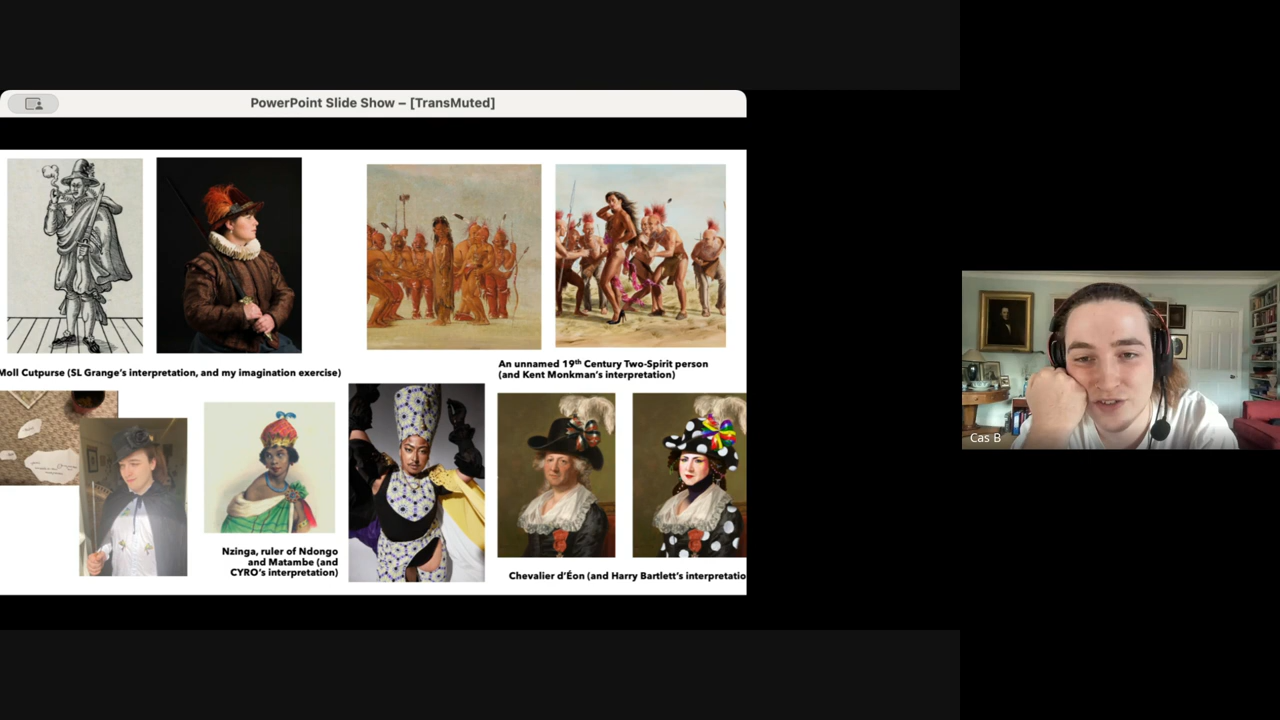 PowerPoint Slide Show – [TransMuted]
Moll Cutpurse (SL Grange's interpretation, and my imagination exercise)
An unnamed 19th Century Two-Spirit person
(and Kent Monkman's interpretation)
Nzinga, ruler of Ndongo
and Matambe (and
CYRO's interpretation)
Chevalier d'Éon (and Harry Bartlett's interpretatio
Cas B